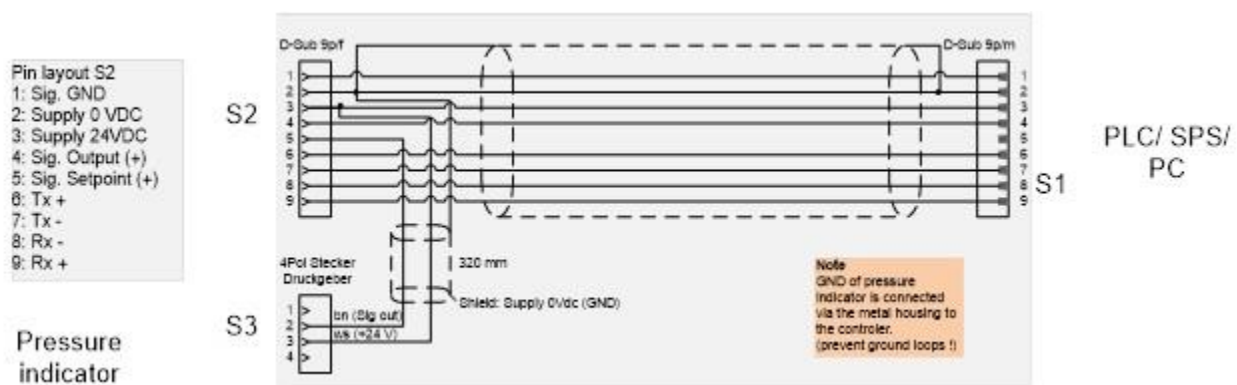 D-Sub 9p/f
D-Sub 9p/m
Pin layout S2
1: Sig. GND
2: Supply 0 VDC
3: Supply 24VDC
4: Sig. Output (+)
5: Sig. Setpoint (+)
6: Tx +
7: Tx -
8: Rx -
9: Rx +
S2
1
2
3
4
5
6
7
8
9
1
2
3
4
5
6
7
8
9
S1
PLC/ SPS/
PC
4Pol Stecker
Druckgeber
320 mm
Shield: Supply 0Vdc (GND)
S3
1
2
3
4
bn (Sig out)
ws (+24 V)
Note
GND of pressure
indicator is connected
via the metal housing to
the controler.
(prevent ground loops !)
Pressure
indicator